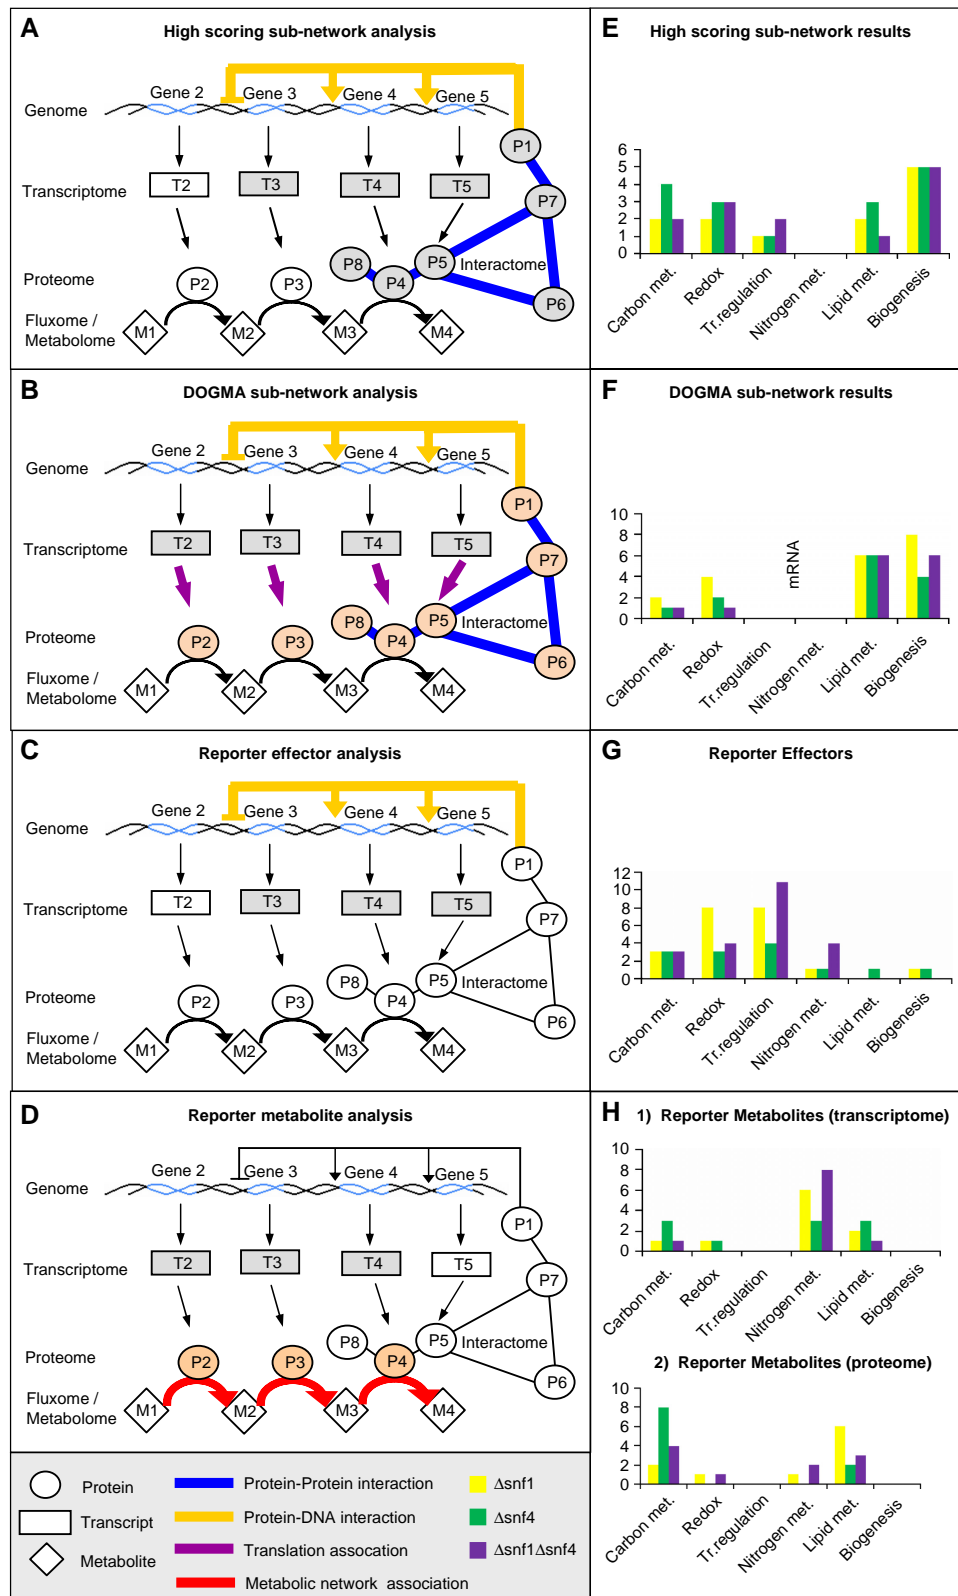 A
High scoring sub-network analysis
Gene 2
Gene 3
Gene 4
Gene 5
Genome
P1
Transcriptome
T2
T3
T4
T5
P7
P8
P5
Interactome
Proteome
P2
P3
P4
P6
Fluxome /
Metabolome
M1
M2
M3
M4
E
High scoring sub-network results
6
5
4
3
2
1
0
Carbon met.
Redox
Tr.regulation
Nitrogen met.
Lipid met.
Biogenesis
B
DOGMA sub-network analysis
Gene 2
Gene 3
Gene 4
Gene 5
Genome
P1
Transcriptome
T2
T3
T4
T5
P7
P8
P5
Interactome
Proteome
P2
P3
P4
P6
Fluxome /
Metabolome
M1
M2
M3
M4
F
DOGMA sub-network results
10
8
6
4
2
0
mRNA
Carbon met.
Redox
Tr.regulation
Nitrogen met.
Lipid met.
Biogenesis
C
Reporter effector analysis
Gene 2
Gene 3
Gene 4
Gene 5
Genome
P1
Transcriptome
T2
T3
T4
T5
P7
P8
P5
Interactome
Proteome
P2
P3
P4
P6
Fluxome /
Metabolome
M1
M2
M3
M4
G
Reporter Effectors
12
10
8
6
4
2
0
Carbon met.
Redox
Tr.regulation
Nitrogen met.
Lipid met.
Biogenesis
D
Reporter metabolite analysis
Gene 2
Gene 3
Gene 4
Gene 5
Genome
P1
Transcriptome
T2
T3
T4
T5
P7
P8
P5
Interactome
Proteome
P2
P3
P4
P6
Fluxome /
Metabolome
M1
M2
M3
M4
H
1) Reporter Metabolites (transcriptome)
10
8
6
4
2
0
Carbon met.
Redox
Tr.regulation
Nitrogen met.
Lipid met.
Biogenesis
2) Reporter Metabolites (proteome)
10
8
6
4
2
0
Carbon met.
Redox
Tr.regulation
Nitrogen met.
Lipid met.
Biogenesis
Protein
Transcript
Metabolite
Protein-Protein interaction
Protein-DNA interaction
Translation assocation
Metabolic network association
Δsnf1
Δsnf4
Δsnf1Δsnf4